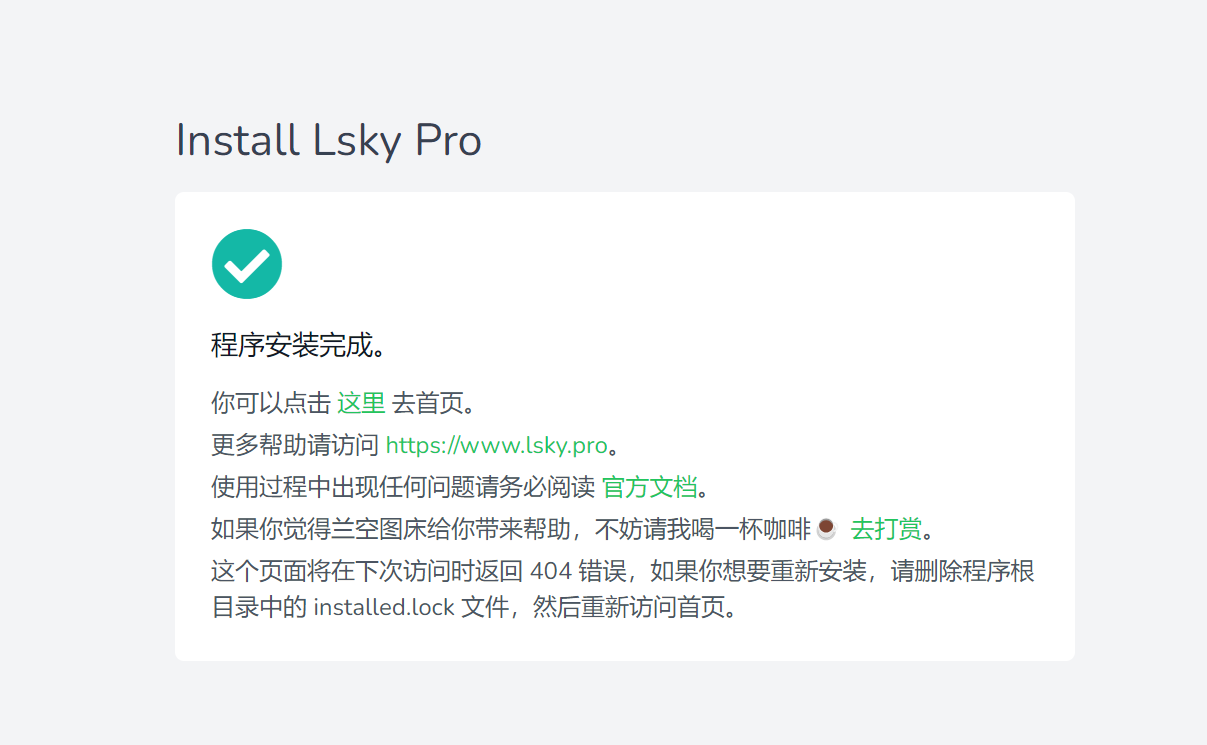 Install Lsky Pro
程序安装完成。
你可以点击 这里 去首页。
更多帮助请访问 https://www.lsky.pro。
使用过程中出现任何问题请务必阅读 官方文档。
如果你觉得兰空图床给你带来帮助，不妨请我喝一杯咖啡☕ 去打赏。
这个页面将在下次访问时返回 404 错误，如果你想要重新安装，请删除程序根
目录中的 installed.lock 文件，然后重新访问首页。